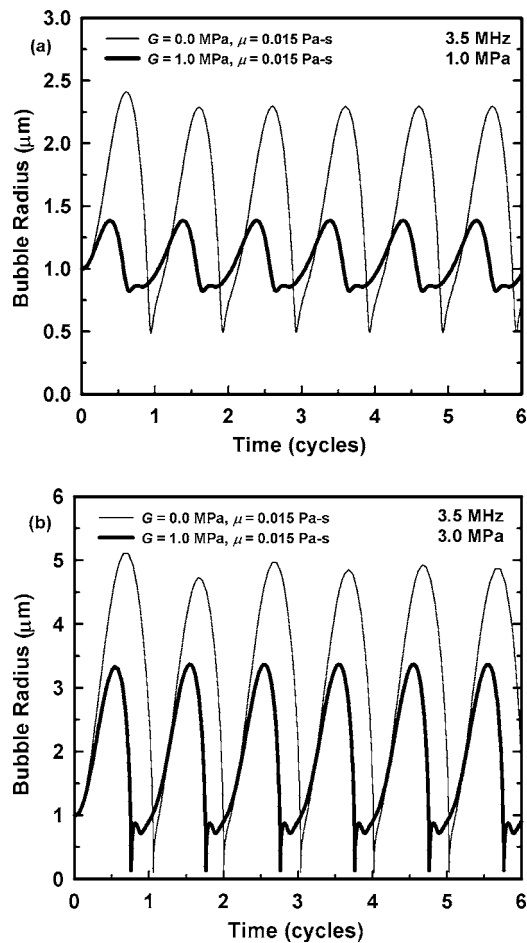 (a)
G = 0.0 MPa, μ = 0.015 Pa-s
3.5 MHz
G = 1.0 MPa, μ = 0.015 Pa-s
1.0 MPa
3.0
2.5
2.0
1.5
1.0
0.5
0.0
Bubble Radius (μm)
0 1 2 3 4 5 6
Time (cycles)
(b)
G = 0.0 MPa, μ = 0.015 Pa-s
3.5 MHz
G = 1.0 MPa, μ = 0.015 Pa-s
3.0 MPa
6
5
4
3
2
1
0
Bubble Radius (μm)
0 1 2 3 4 5 6
Time (cycles)